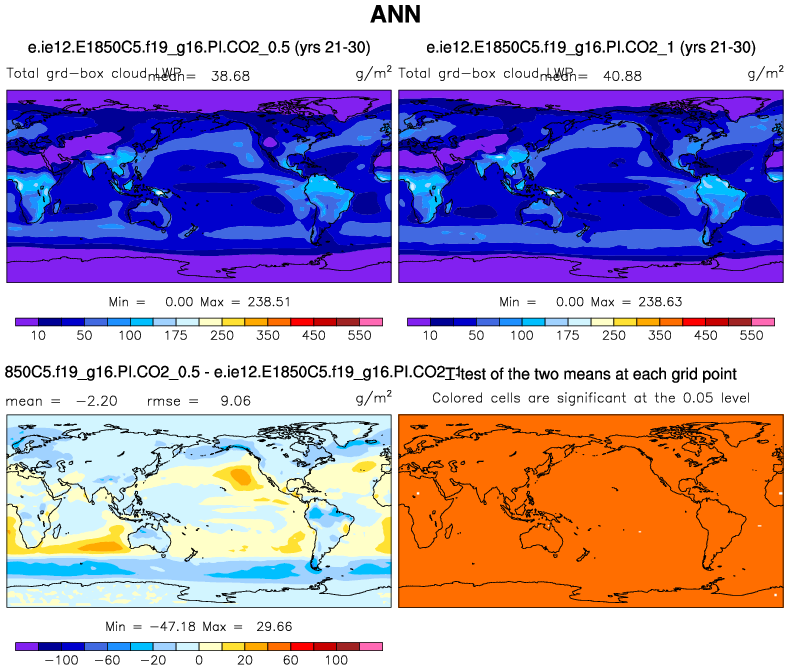 ANN
e.ie12.E1850C5.f19_g16.PI.CO2_0.5 (yrs 21-30)
e.ie12.E1850C5.f19_g16.PI.CO2_1 (yrs 21-30)
Total grd-box cloud LWP mean= 38.68 g/m²
Total grd-box cloud LWP mean= 40.88 g/m²
Min = 0.00 Max = 238.51
Min = 0.00 Max = 238.63
10 50 100 175 250 350 450 550
10 50 100 175 250 350 450 550
850C5.f19_g16.PI.CO2_0.5 - e.ie12.E1850C5.f19_g16.PI.CO2_1
T-test of the two means at each grid point
mean = -2.20 rmse = 9.06 g/m²
Colored cells are significant at the 0.05 level
Min = -47.18 Max = 29.66
-100 -60 -20 0 20 60 100